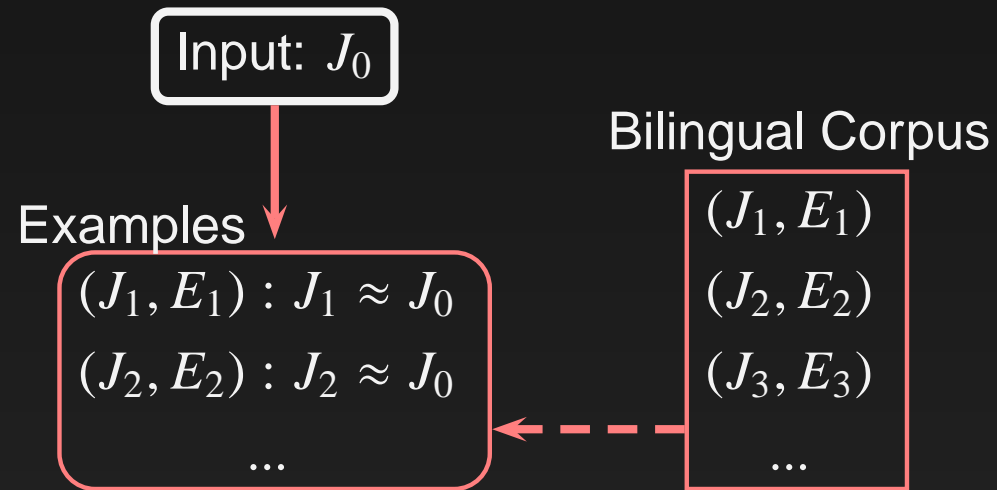 Input: J₀
Bilingual Corpus
Examples
(J₁, E₁) : J₁ ≈ J₀
(J₂, E₂) : J₂ ≈ J₀
...
(J₁, E₁)
(J₂, E₂)
(J₃, E₃)
...